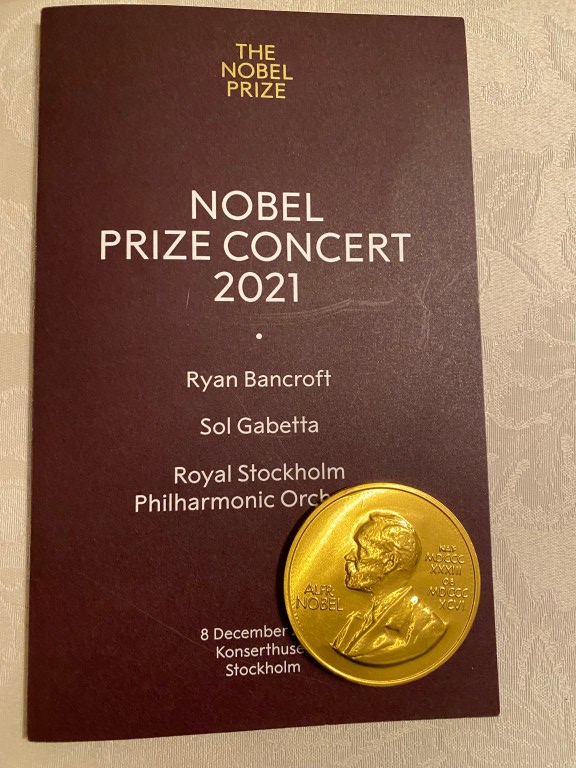 THE
NOBEL
PRIZE
NOBEL
PRIZE CONCERT
2021
Ryan Bancroft
Sol Gabetta
Royal Stockholm
Philharmonic Orch
8 December
Konserthuse
Stockholm
ALFR.
NOBEL
NAT.
MDCCC
XXXIII
OB.
MDCCC
XCVI